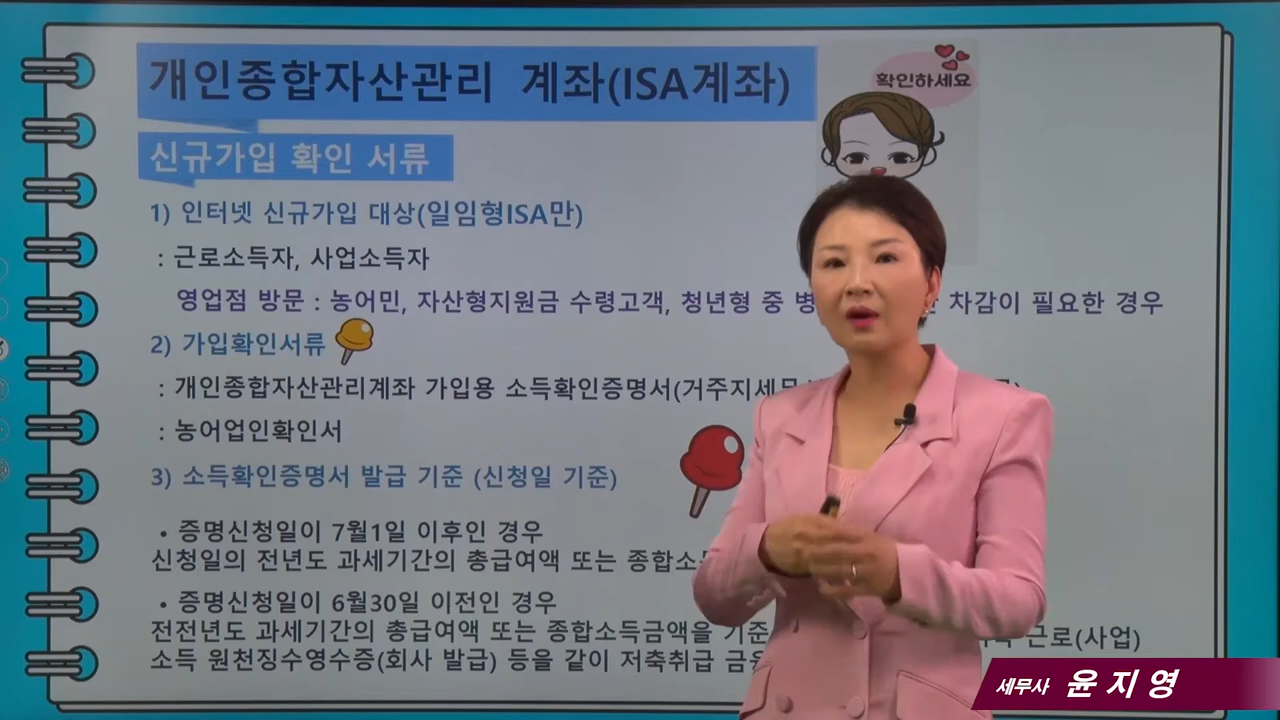 개인종합자산관리 계좌(ISA계좌)
확인하세요
신규가입 확인 서류
1) 인터넷 신규가입 대상(일임형ISA만)
: 근로소득자, 사업소득자
영업점 방문 : 농어민, 자산형지원금 수령고객, 청년형 중 차감이 필요한 경우
2) 가입확인서류
: 개인종합자산관리계좌 가입용 소득확인증명서(거주지세무
: 농어업인확인서
3) 소득확인증명서 발급 기준 (신청일 기준)
• 증명신청일이 7월1일 이후인 경우
신청일의 전년도 과세기간의 총급여액 또는
• 증명신청일이 6월30일 이전인 경우
전전년도 과세기간의 총급여액 또는 종합소득금액을 기준 근로(사업)
소득 원천징수영수증(회사 발급) 등을 같이 저축취급
세무사 윤지영